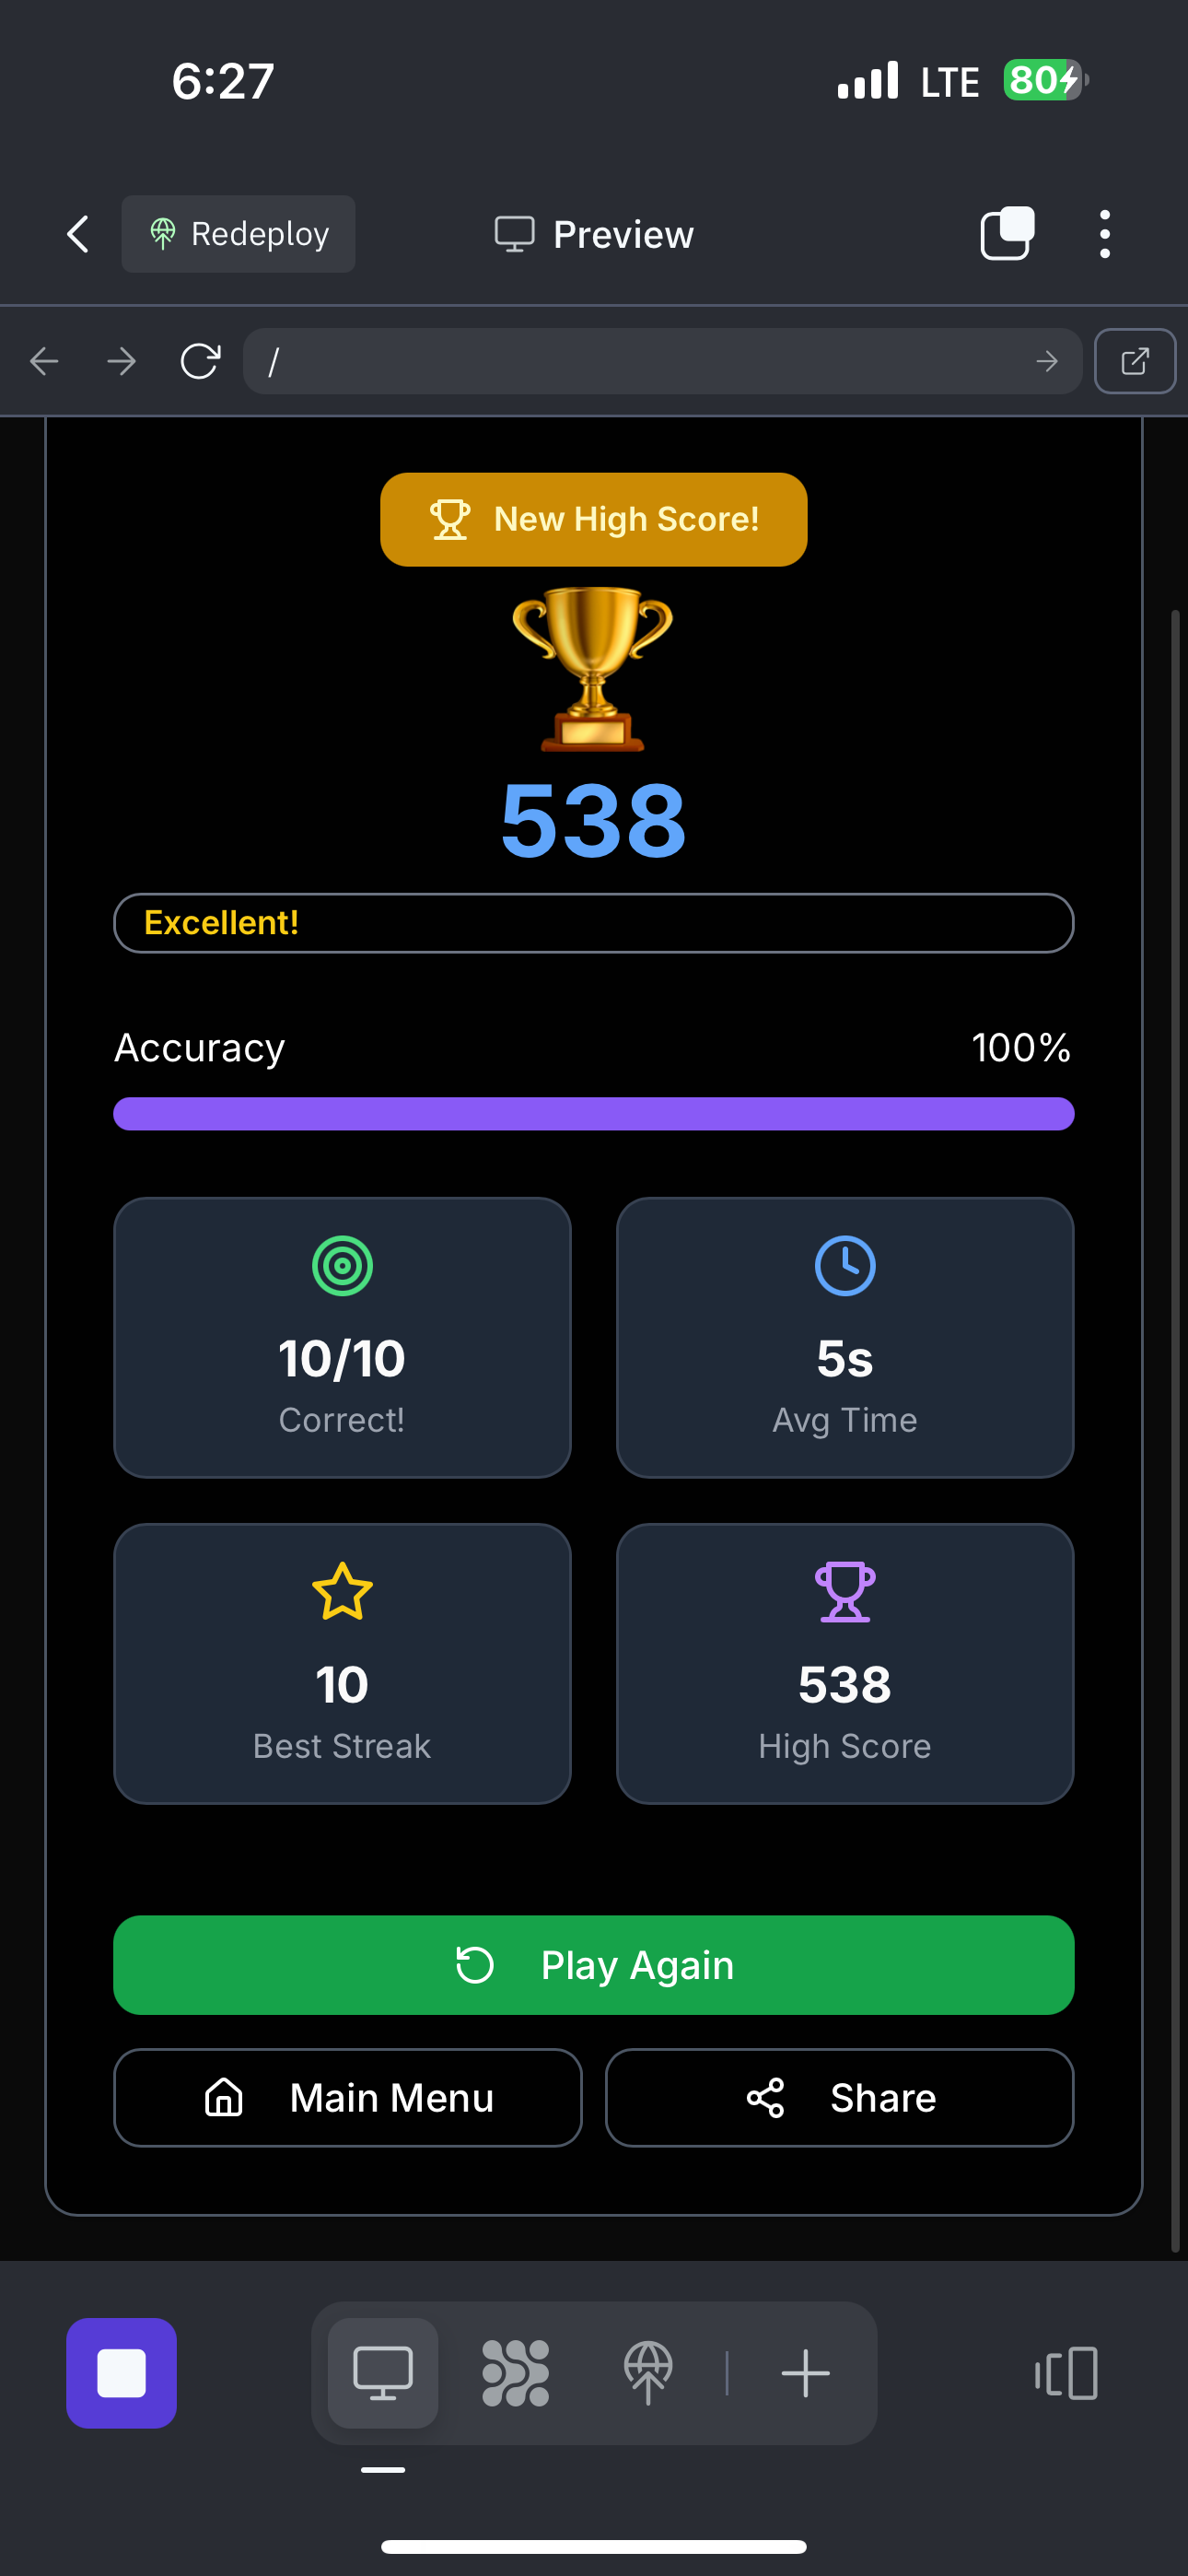 6:27
LTE
80
Redeploy
Preview
/
New High Score!
538
Excellent!
Accuracy
100%
10/10
Correct!
5s
Avg Time
10
Best Streak
538
High Score
Play Again
Main Menu
Share